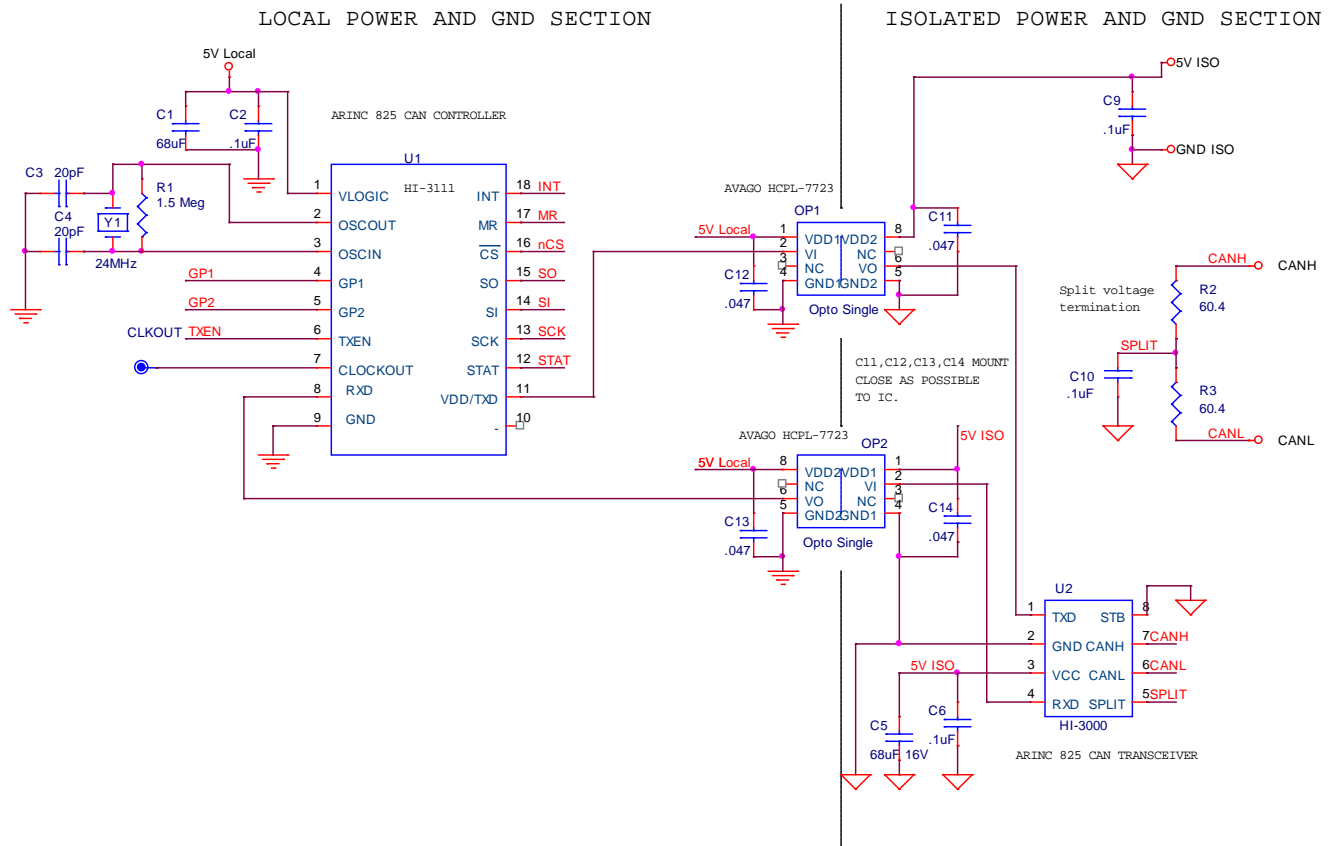 LOCAL POWER AND GND SECTION
ISOLATED POWER AND GND SECTION
5V Local
C1
68uF
C2
.1uF
ARINC 825 CAN CONTROLLER
C3 20pF
C4
20pF
Y1
24MHz
R1
1.5 Meg
U1
HI-3111
1 VLOGIC
2 OSCOUT
3 OSCIN
GP1 4 GP1
GP2 5 GP2
CLKOUT TXEN 6 TXEN
7 CLOCKOUT
8 RXD
9 GND
INT 18 INT
MR 17 MR
CS 16 nCS
SO 15 SO
SI 14 SI
SCK 13 SCK
STAT 12 STAT
VDD/TXD 11
- 10
AVAGO HCPL-7723
OP1
5V Local
1 VDD1 VDD2 8
2 VI NC
3 NC VO 6
4 GND1 GND2 5
Opto Single
C12
.047
C11
.047
5V ISO
C9
.1uF
GND ISO
CANH CANH
Split voltage
termination
R2
60.4
SPLIT
C10
.1uF
R3
60.4
CANL CANL
C11,C12,C13,C14 MOUNT
CLOSE AS POSSIBLE
TO IC.
AVAGO HCPL-7723
5V ISO
OP2
5V Local
8 VDD2 VDD1 1
NC VI 2
6 VO NC 3
5 GND2 GND1 4
Opto Single
C13
.047
C14
.047
U2
1 TXD STB 8
2 GND CANH 7 CANH
5V ISO 3 VCC CANL 6 CANL
4 RXD SPLIT 5 SPLIT
HI-3000
C5
68uF 16V
C6
.1uF
ARINC 825 CAN TRANSCEIVER